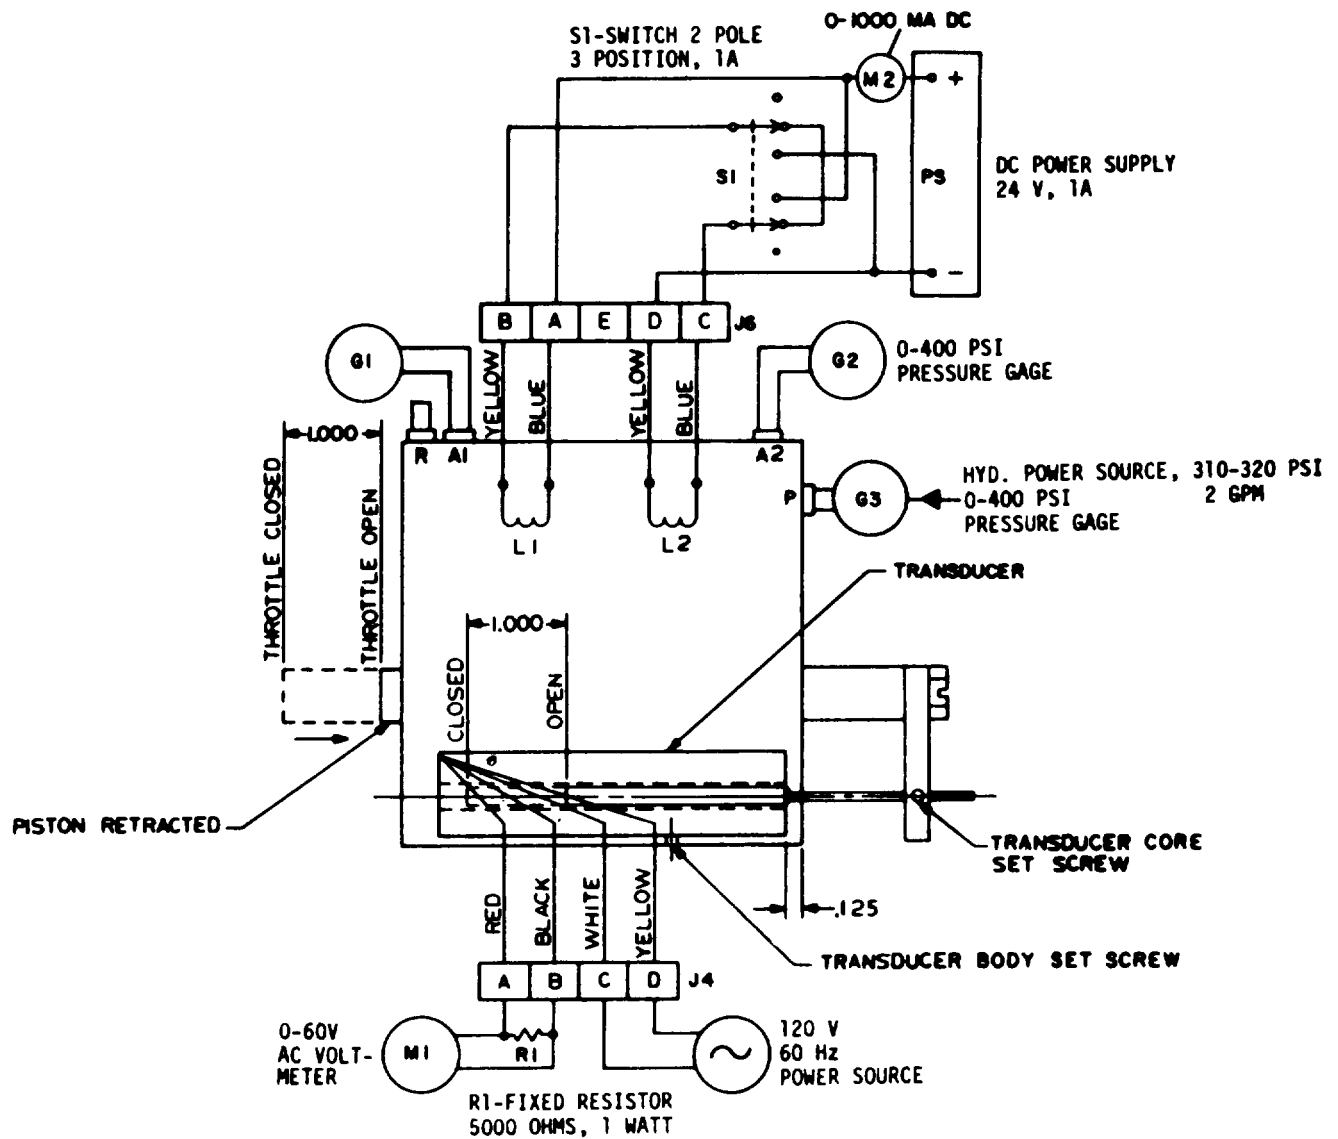 0-1000 MA DC
S1-SWITCH 2 POLE
3 POSITION, 1A
M2
+
S1
PS
DC POWER SUPPLY
24 V, 1A
-
B A E D C J6
G1
G2
0-400 PSI
PRESSURE GAGE
YELLOW
BLUE
YELLOW
BLUE
1.000
R A1
A2
THROTTLE CLOSED
THROTTLE OPEN
P
G3
HYD. POWER SOURCE, 310-320 PSI
0-400 PSI 2 GPM
PRESSURE GAGE
L1
L2
TRANSDUCER
1.000
CLOSED
OPEN
PISTON RETRACTED
TRANSDUCER CORE
SET SCREW
.125
RED
BLACK
WHITE
YELLOW
TRANSDUCER BODY SET SCREW
A B C D J4
0-60V
AC VOLT-
METER
M1
R1
120 V
60 Hz
POWER SOURCE
R1-FIXED RESISTOR
5000 OHMS, 1 WATT